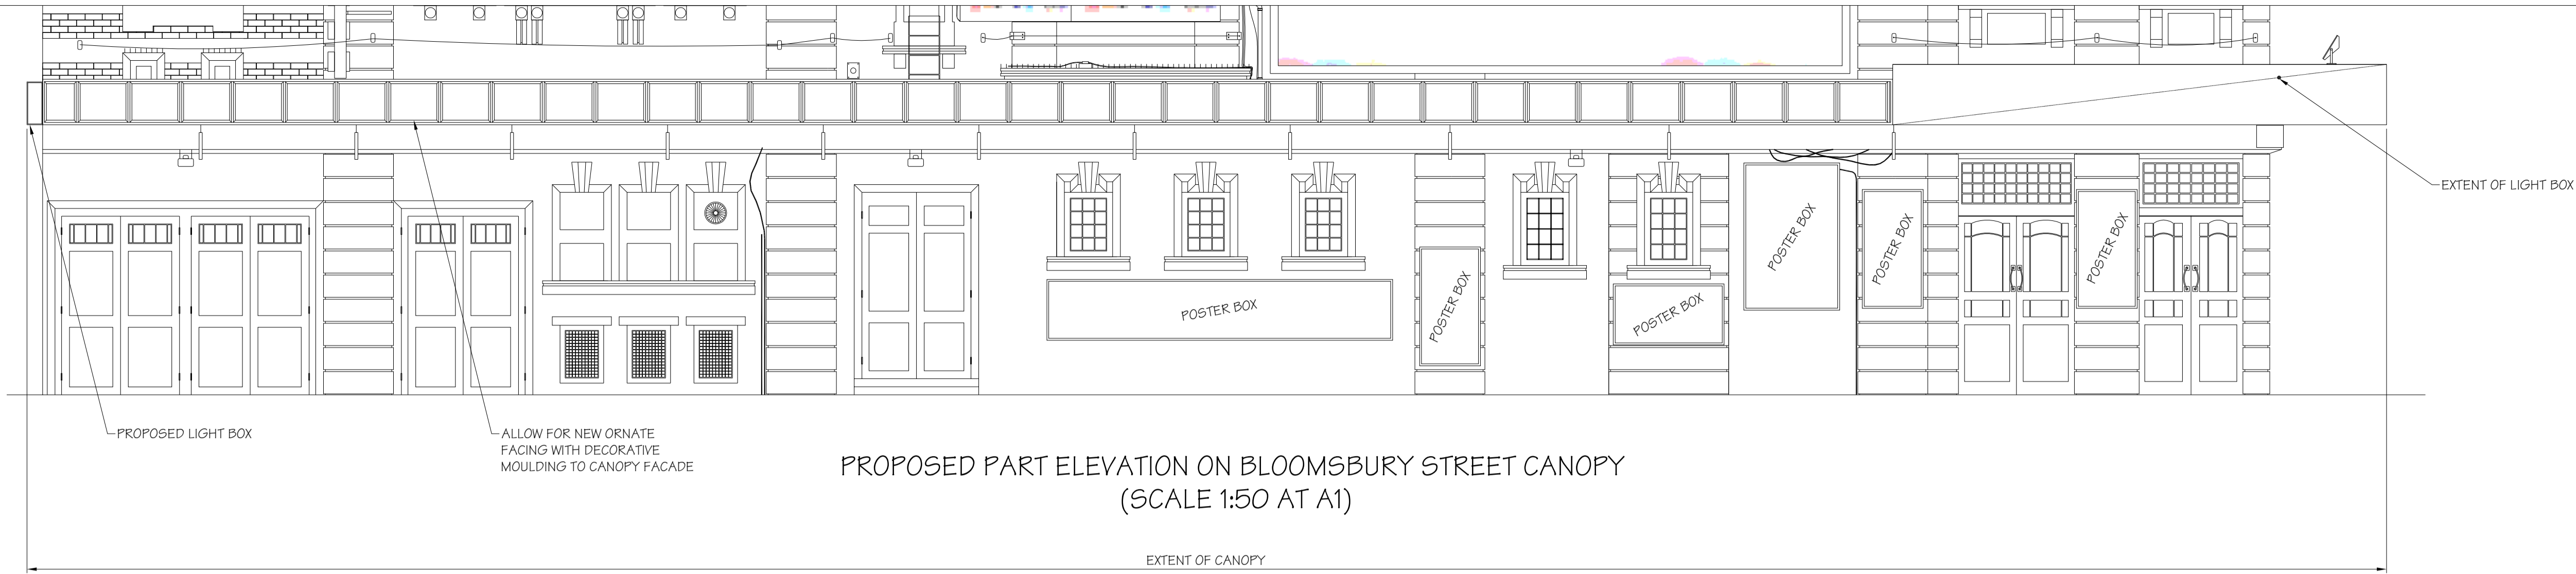 EXTENT OF LIGHT BOX
POSTER BOX
POSTER BOX
POSTER BOX
POSTER BOX
POSTER BOX
POSTER BOX
PROPOSED LIGHT BOX
ALLOW FOR NEW ORNATE
FACING WITH DECORATIVE
MOULDING TO CANOPY FACADE
PROPOSED PART ELEVATION ON BLOOMSBURY STREET CANOPY
(SCALE 1:50 AT A1)
EXTENT OF CANOPY